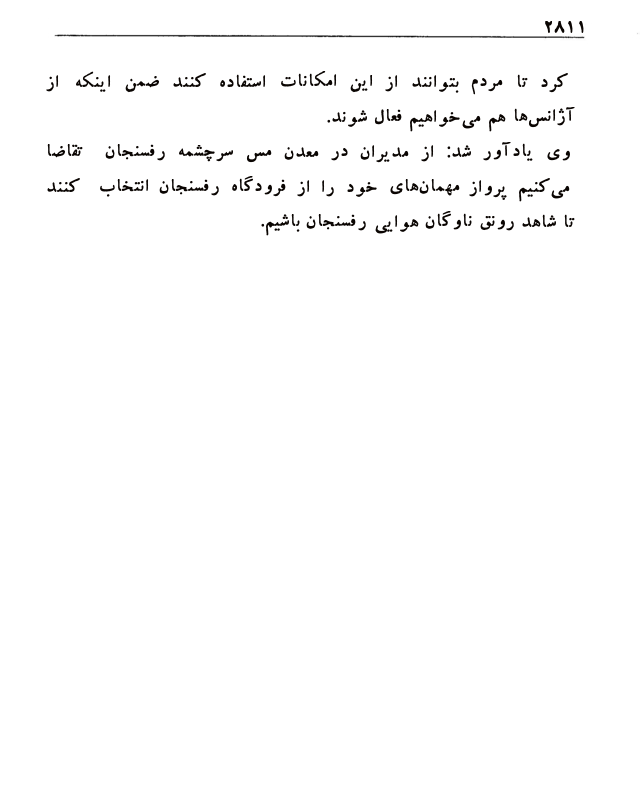 ۲۸۱۱
کرد تا مردم بتوانند از این امکانات استفاده کنند ضمن اینکه از
آژانس‌ها هم می‌خواهیم فعال شوند.
وی یادآور شد: از مدیران در معدن مس سرچشمه رفسنجان تقاضا
می‌کنیم پرواز مهمان‌های خود را از فرودگاه رفسنجان انتخاب کنند
تا شاهد رونق ناوگان هوایی رفسنجان باشیم.